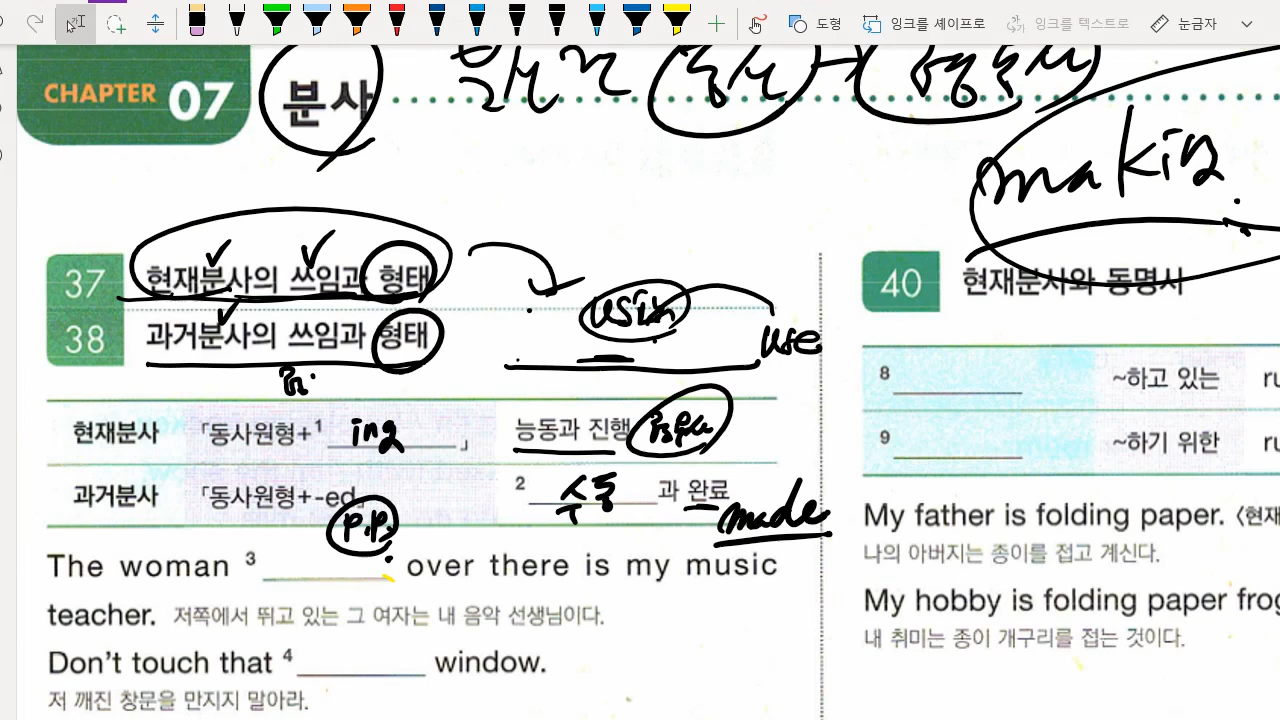 도형 잉크를 셰이프로 잉크를 텍스트로 눈금자
CHAPTER 07 분사
making
37 현재분사의 쓰임과 형태
38 과거분사의 쓰임과 형태
using
use
현재분사 「동사원형+¹ ing 」 능동과 진행
과거분사 「동사원형+-ed」 ² 수동 과 완료
p.p.
made
The woman ³ ________ over there is my music
teacher. 저쪽에서 뛰고 있는 그 여자는 내 음악 선생님이다.
Don't touch that ⁴ ________ window.
저 깨진 창문을 만지지 말아라.
40 현재분사와 동명사
8 ________ ~하고 있는 ru
9 ________ ~하기 위한 ru
My father is folding paper. 〈현재
나의 아버지는 종이를 접고 계신다.
My hobby is folding paper frog
내 취미는 종이 개구리를 접는 것이다.